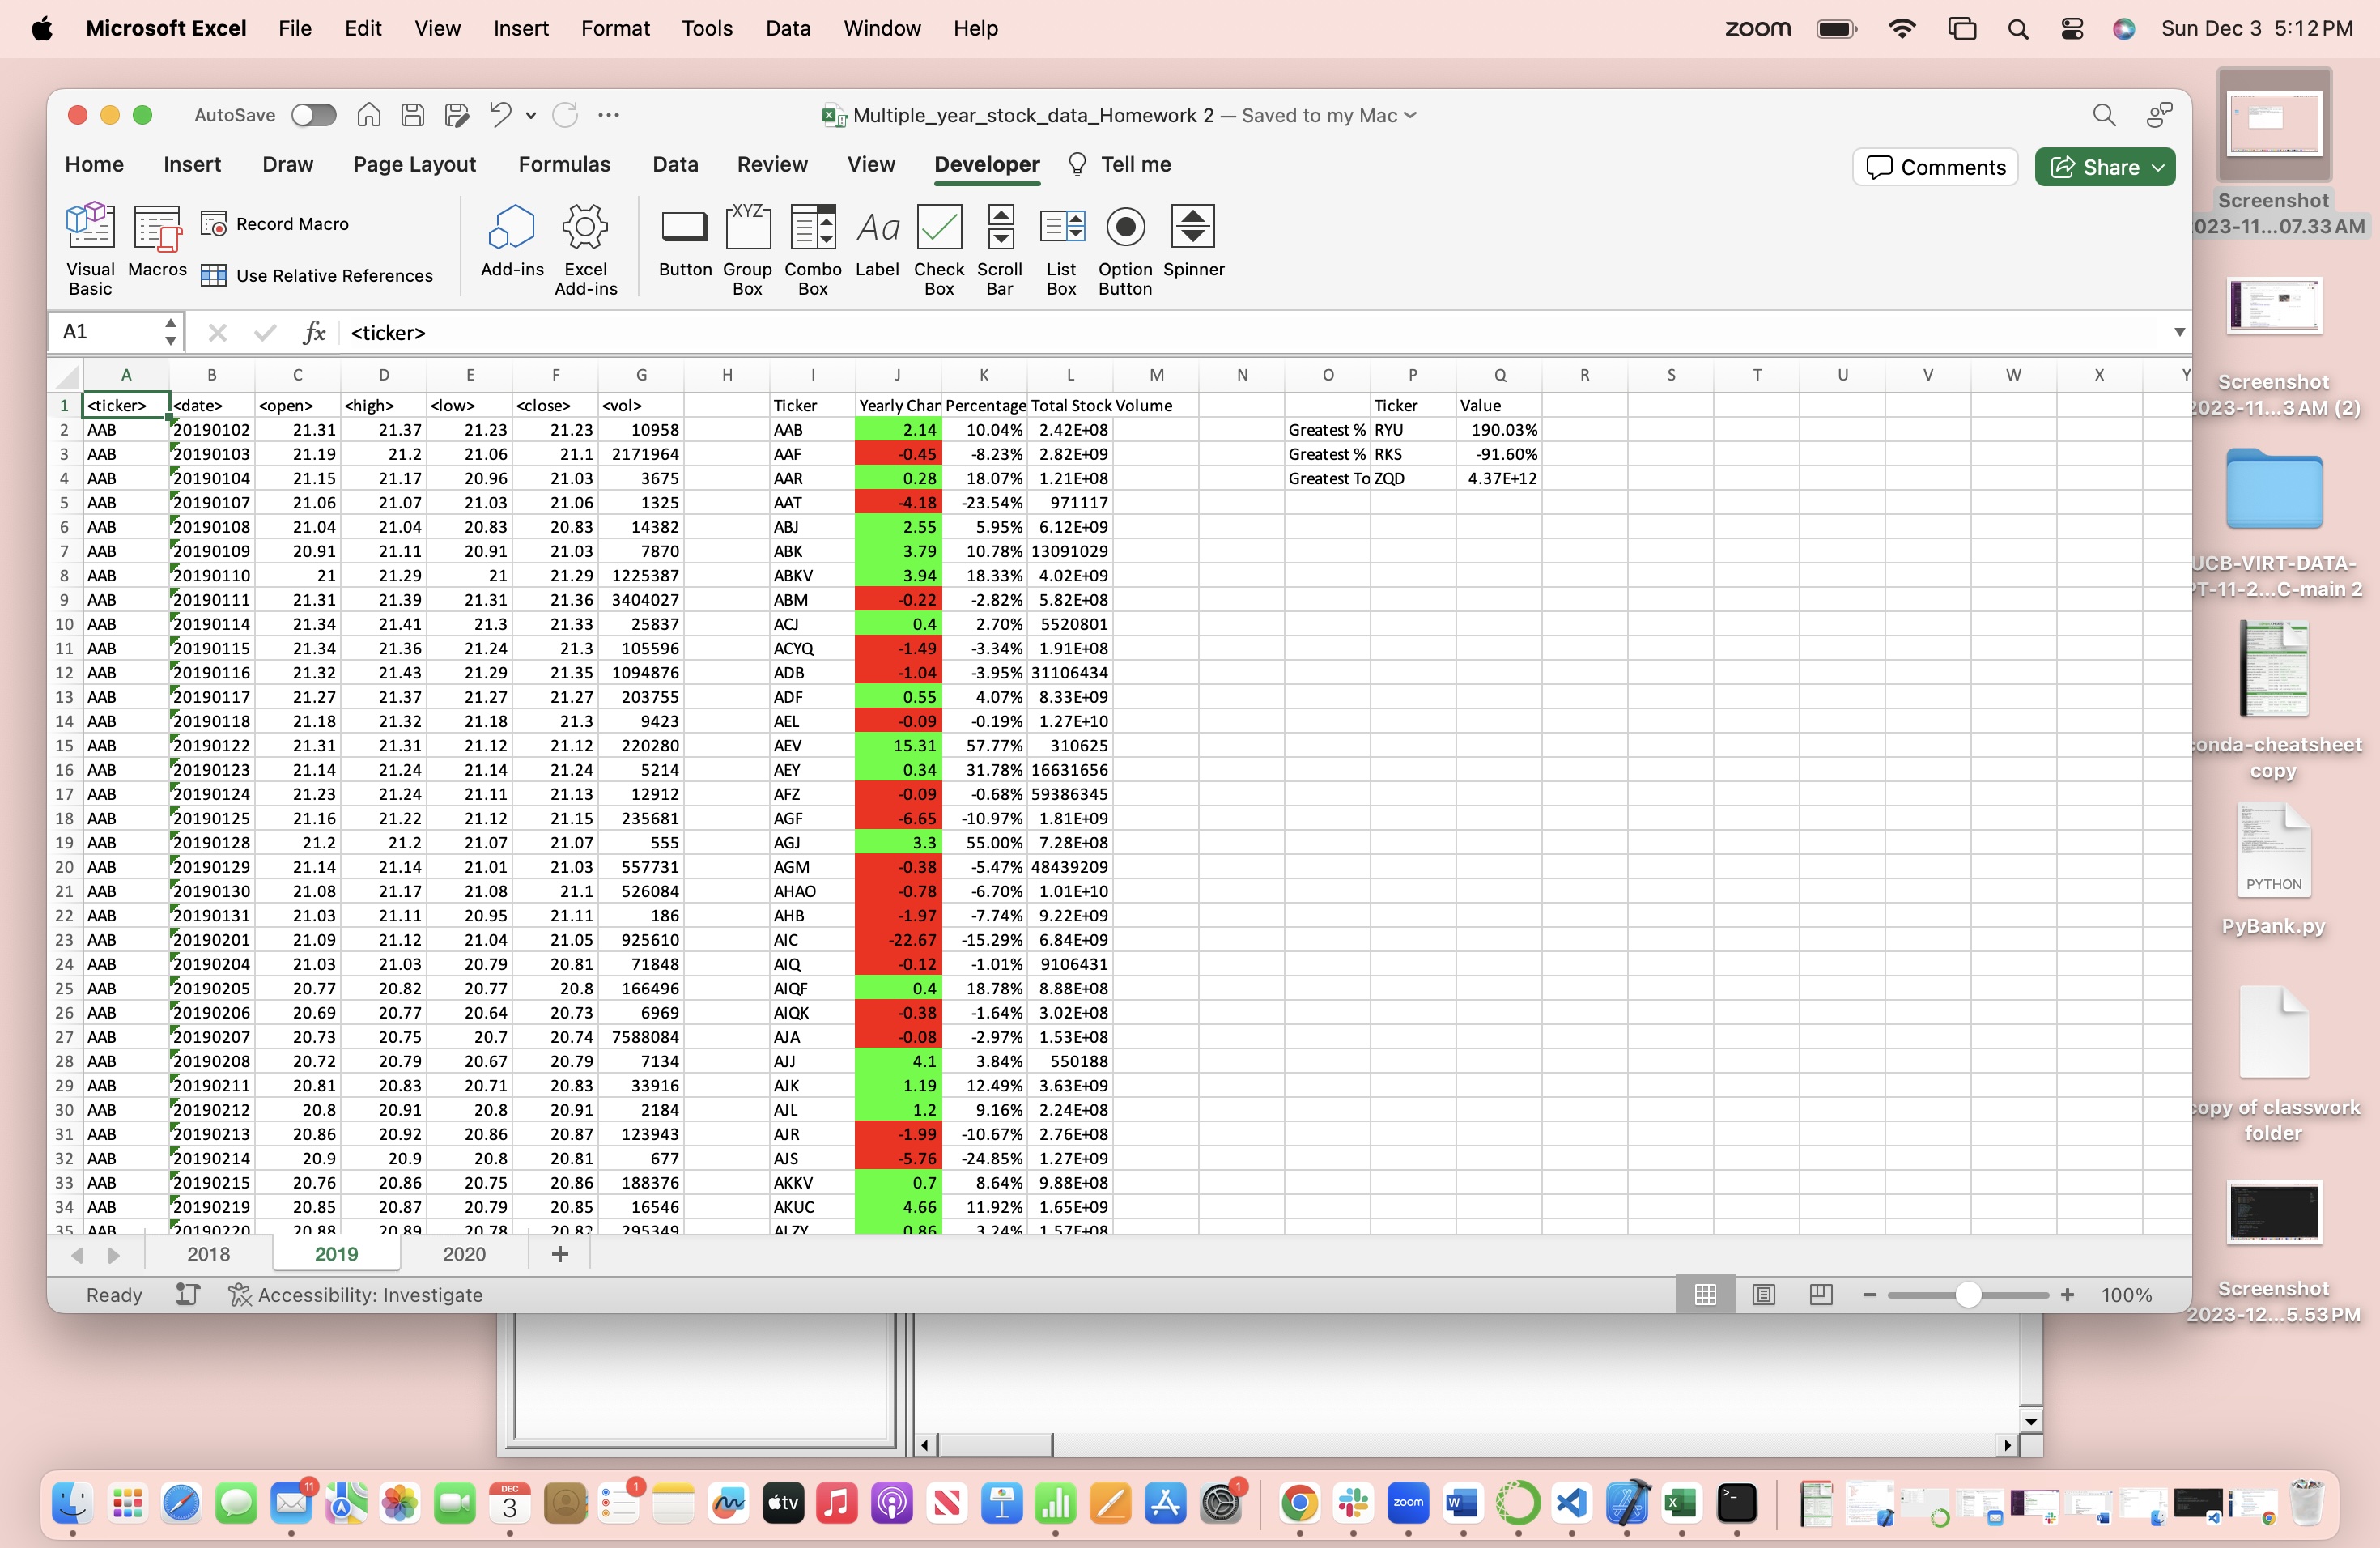 Microsoft Excel File Edit View Insert Format Tools Data Window Help zoom Sun Dec 3 5:12 PM
AutoSave Multiple_year_stock_data_Homework 2 — Saved to my Mac
Home Insert Draw Page Layout Formulas Data Review View Developer Tell me Comments Share
Visual Basic Macros Record Macro Use Relative References Add-ins Excel Add-ins Button Group Box Combo Box Label Check Box Scroll Bar List Box Option Button Spinner
A1 fx <ticker>
A B C D E F G H I J K L M N O P Q R S T U V W X Y
1 <ticker> <date> <open> <high> <low> <close> <vol> Ticker Yearly Char Percentage Total Stock Volume Ticker Value
2 AAB 20190102 21.31 21.37 21.23 21.23 10958 AAB 2.14 10.04% 2.42E+08 Greatest % RYU 190.03%
3 AAB 20190103 21.19 21.2 21.06 21.1 2171964 AAF -0.45 -8.23% 2.82E+09 Greatest % RKS -91.60%
4 AAB 20190104 21.15 21.17 20.96 21.03 3675 AAR 0.28 18.07% 1.21E+08 Greatest To ZQD 4.37E+12
5 AAB 20190107 21.06 21.07 21.03 21.06 1325 AAT -4.18 -23.54% 971117
6 AAB 20190108 21.04 21.04 20.83 20.83 14382 ABJ 2.55 5.95% 6.12E+09
7 AAB 20190109 20.91 21.11 20.91 21.03 7870 ABK 3.79 10.78% 13091029
8 AAB 20190110 21 21.29 21 21.29 1225387 ABKV 3.94 18.33% 4.02E+09
9 AAB 20190111 21.31 21.39 21.31 21.36 3404027 ABM -0.22 -2.82% 5.82E+08
10 AAB 20190114 21.34 21.41 21.3 21.33 25837 ACJ 0.4 2.70% 5520801
11 AAB 20190115 21.34 21.36 21.24 21.3 105596 ACYQ -1.49 -3.34% 1.91E+08
12 AAB 20190116 21.32 21.43 21.29 21.35 1094876 ADB -1.04 -3.95% 31106434
13 AAB 20190117 21.27 21.37 21.27 21.27 203755 ADF 0.55 4.07% 8.33E+09
14 AAB 20190118 21.18 21.32 21.18 21.3 9423 AEL -0.09 -0.19% 1.27E+10
15 AAB 20190122 21.31 21.31 21.12 21.12 220280 AEV 15.31 57.77% 310625
16 AAB 20190123 21.14 21.24 21.14 21.24 5214 AEY 0.34 31.78% 16631656
17 AAB 20190124 21.23 21.24 21.11 21.13 12912 AFZ -0.09 -0.68% 59386345
18 AAB 20190125 21.16 21.22 21.12 21.15 235681 AGF -6.65 -10.97% 1.81E+09
19 AAB 20190128 21.2 21.2 21.07 21.07 555 AGJ 3.3 55.00% 7.28E+08
20 AAB 20190129 21.14 21.14 21.01 21.03 557731 AGM -0.38 -5.47% 48439209
21 AAB 20190130 21.08 21.17 21.08 21.1 526084 AHAO -0.78 -6.70% 1.01E+10
22 AAB 20190131 21.03 21.11 20.95 21.11 186 AHB -1.97 -7.74% 9.22E+09
23 AAB 20190201 21.09 21.12 21.04 21.05 925610 AIC -22.67 -15.29% 6.84E+09
24 AAB 20190204 21.03 21.03 20.79 20.81 71848 AIQ -0.12 -1.01% 9106431
25 AAB 20190205 20.77 20.82 20.77 20.8 166496 AIQF 0.4 18.78% 8.88E+08
26 AAB 20190206 20.69 20.77 20.64 20.73 6969 AIQK -0.38 -1.64% 3.02E+08
27 AAB 20190207 20.73 20.75 20.7 20.74 7588084 AJA -0.08 -2.97% 1.53E+08
28 AAB 20190208 20.72 20.79 20.67 20.79 7134 AJJ 4.1 3.84% 550188
29 AAB 20190211 20.81 20.83 20.71 20.83 33916 AJK 1.19 12.49% 3.63E+09
30 AAB 20190212 20.8 20.91 20.8 20.91 2184 AJL 1.2 9.16% 2.24E+08
31 AAB 20190213 20.86 20.92 20.86 20.87 123943 AJR -1.99 -10.67% 2.76E+08
32 AAB 20190214 20.9 20.9 20.8 20.81 677 AJS -5.76 -24.85% 1.27E+09
33 AAB 20190215 20.76 20.86 20.75 20.86 188376 AKKV 0.7 8.64% 9.88E+08
34 AAB 20190219 20.85 20.87 20.79 20.85 16546 AKUC 4.66 11.92% 1.65E+09
35 AAB 20190220 20.88 20.89 20.78 20.82 295349 ALZY 0.86 3.24% 1.57E+08
2018 2019 2020
Ready Accessibility: Investigate 100%
Screenshot
023-11...07.33 AM
Screenshot
2023-11...3 AM (2)
UCB-VIRT-DATA-
PT-11-2...C-main 2
conda-cheatsheet
copy
PYTHON
PyBank.py
copy of classwork
folder
Screenshot
2023-12...5.53 PM
11 DEC 3 1 tv zoom W X 1